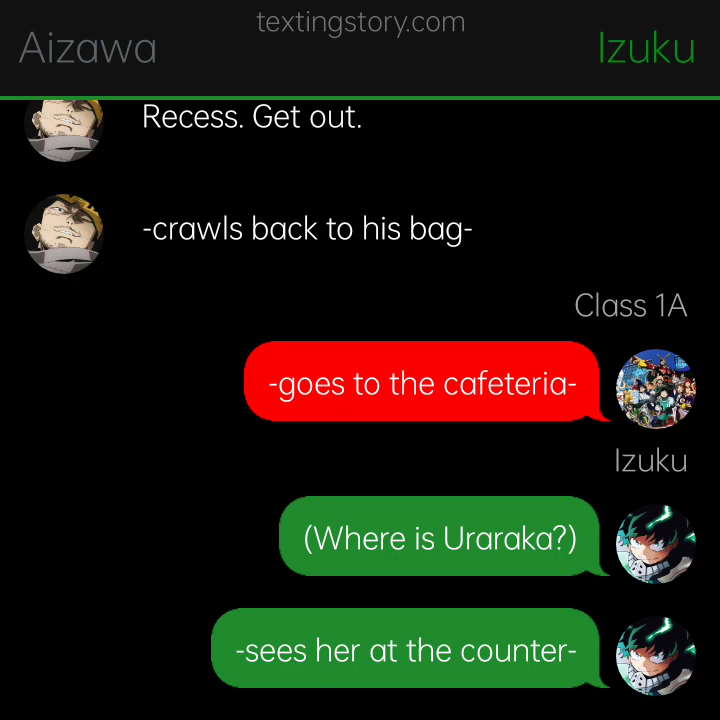 textingstory.com
Aizawa
Izuku
Recess. Get out.
-crawls back to his bag-
Class 1A
-goes to the cafeteria-
Izuku
(Where is Uraraka?)
-sees her at the counter-